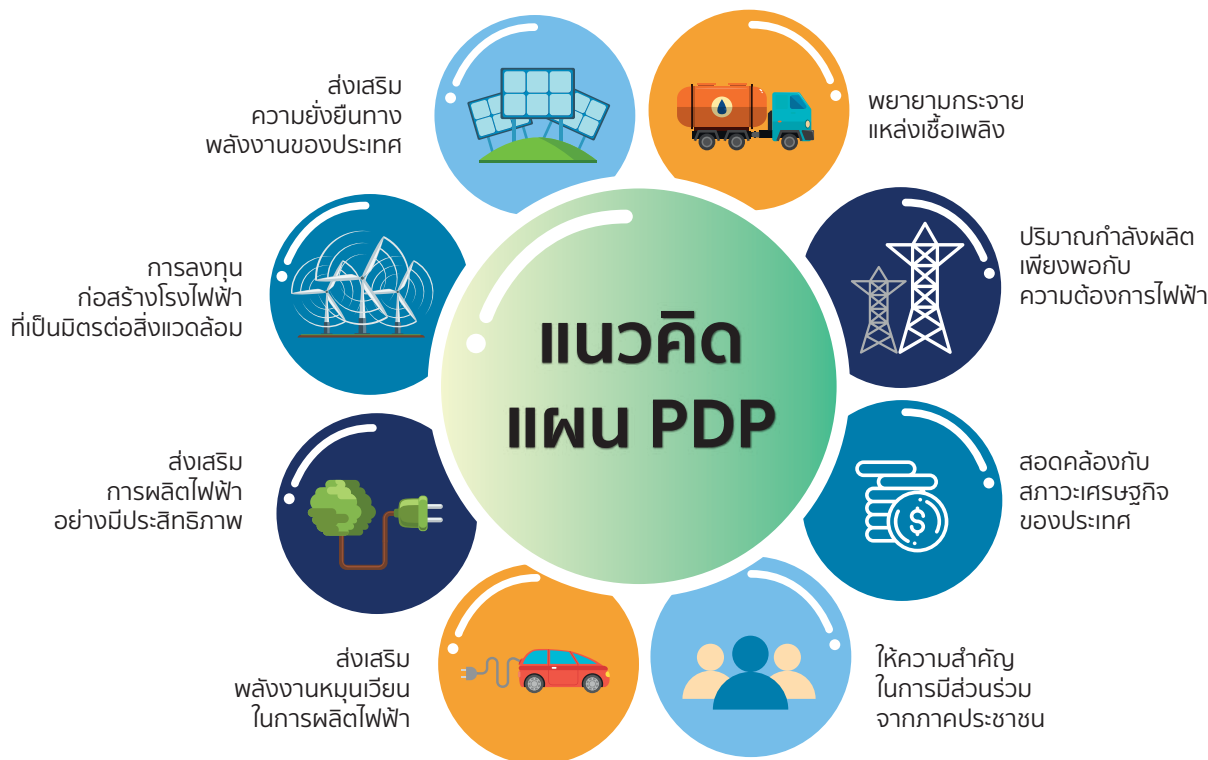 แนวคิด
แผน PDP
พยายามกระจาย
แหล่งเชื้อเพลิง
ปริมาณกำลังผลิต
เพียงพอกับ
ความต้องการไฟฟ้า
สอดคล้องกับ
สภาวะเศรษฐกิจ
ของประเทศ
$
ให้ความสำคัญ
ในการมีส่วนร่วม
จากภาคประชาชน
ส่งเสริม
พลังงานหมุนเวียน
ในการผลิตไฟฟ้า
ส่งเสริม
การผลิตไฟฟ้า
อย่างมีประสิทธิภาพ
การลงทุน
ก่อสร้างโรงไฟฟ้า
ที่เป็นมิตรต่อสิ่งแวดล้อม
ส่งเสริม
ความยั่งยืนทาง
พลังงานของประเทศ